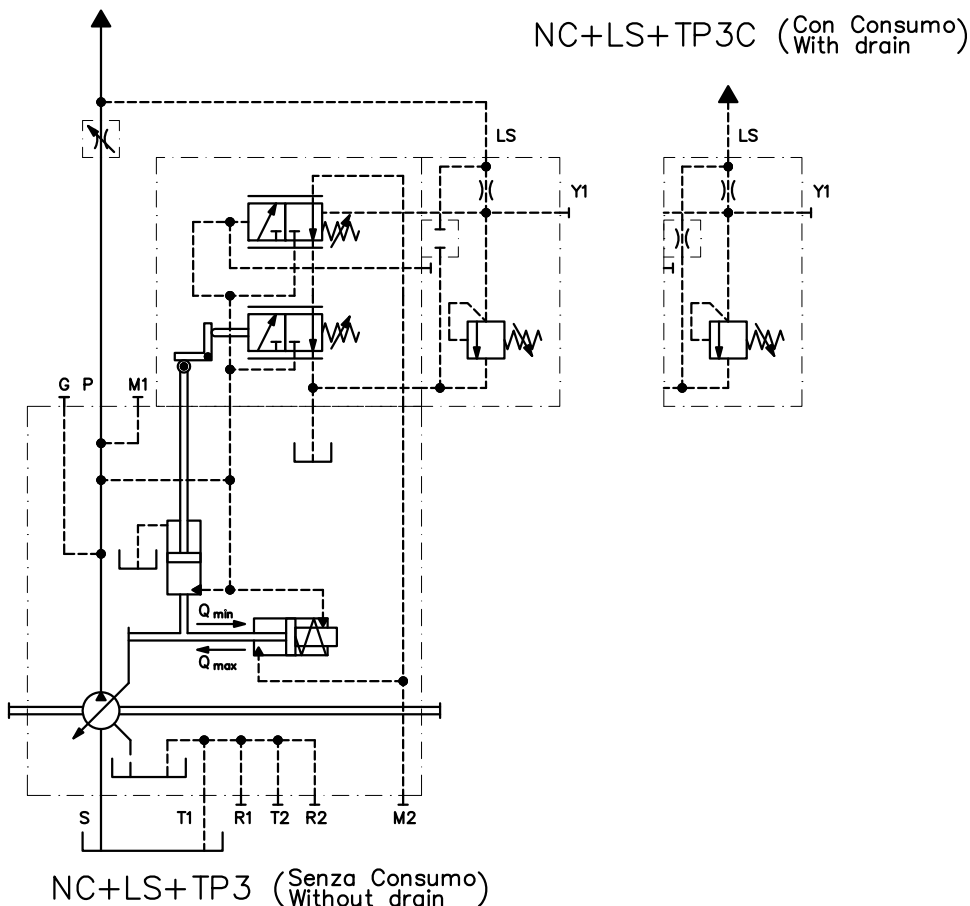 NC+LS+TP3C (Con Consumo)
With drain
LS
LS
Y1
Y1
G P M1
Q min
Q max
S T1 R1 T2 R2 M2
NC+LS+TP3 (Senza Consumo)
Without drain